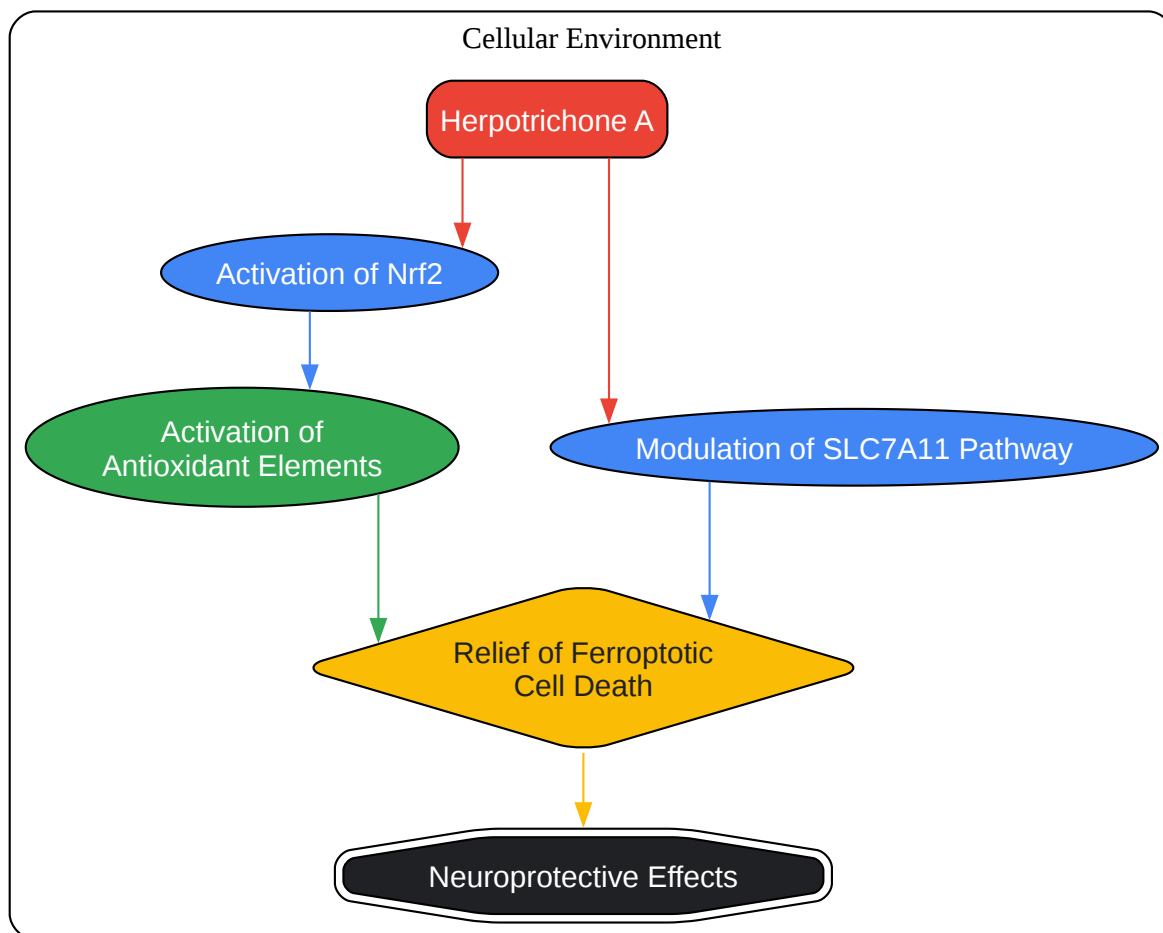 Cellular Environment
Herpotrichone A
Activation of Nrf2
Activation of
Antioxidant Elements
Modulation of SLC7A11 Pathway
Relief of Ferroptotic
Cell Death
Neuroprotective Effects